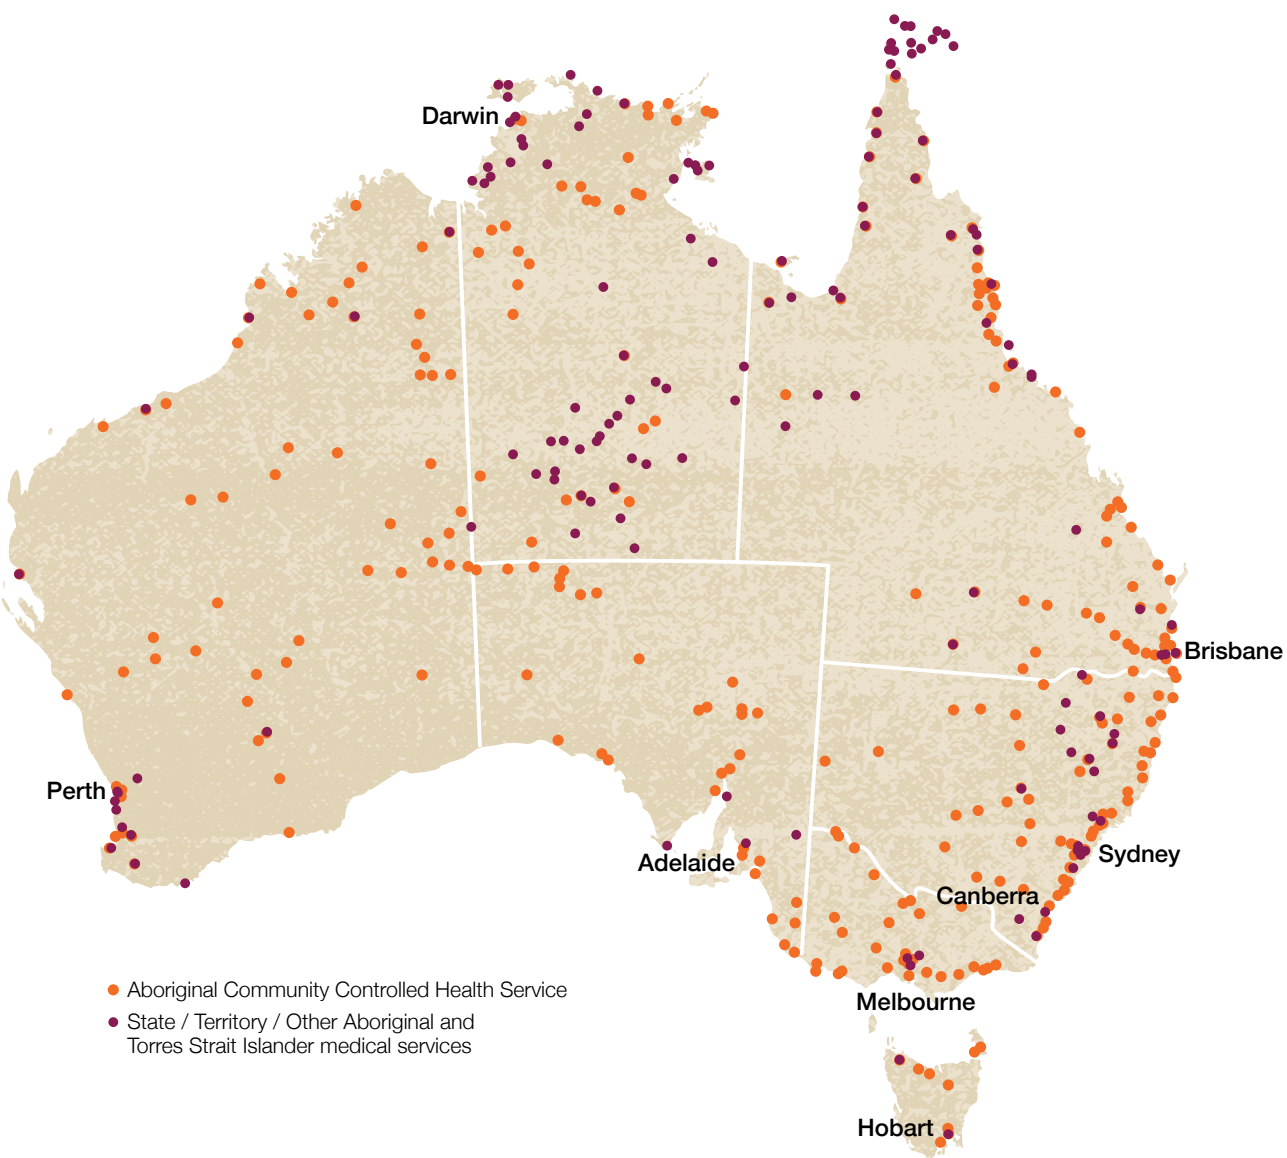 Darwin
Brisbane
Perth
Adelaide
Sydney
Canberra
Aboriginal Community Controlled Health Service
Melbourne
State / Territory / Other Aboriginal and
Torres Strait Islander medical services
Hobart